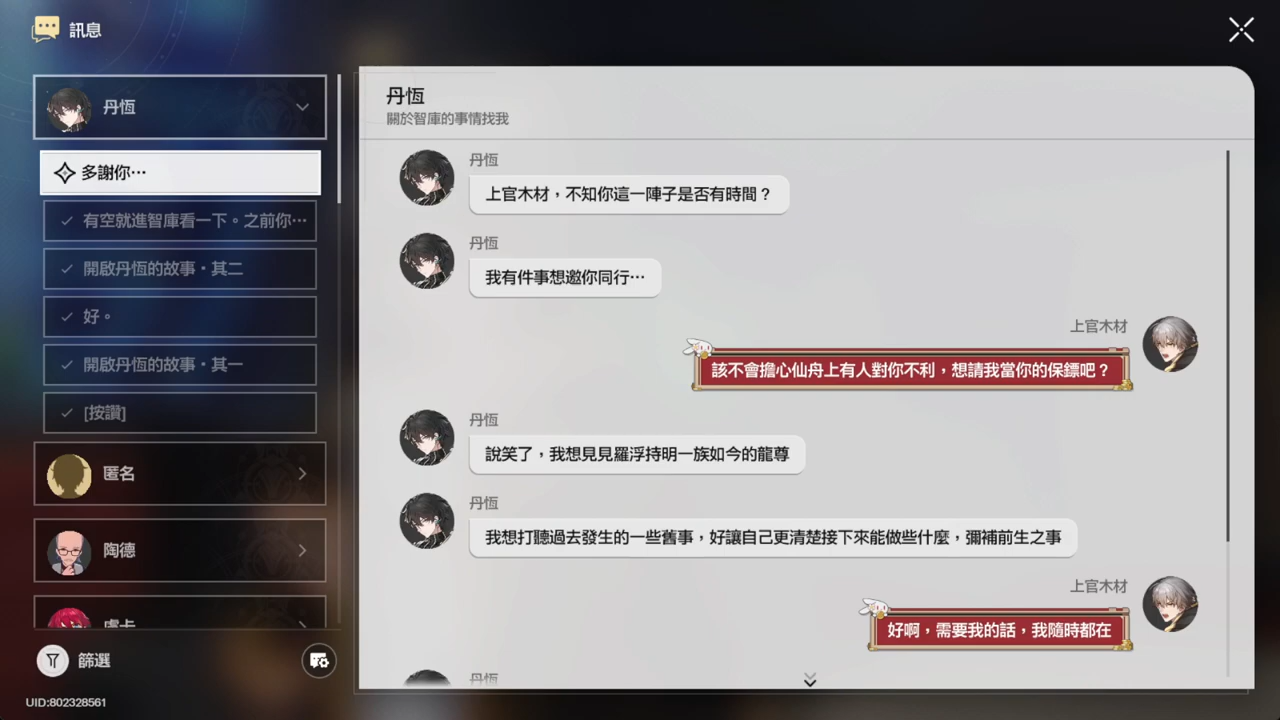 訊息
丹恆
多謝你…
有空就進智庫看一下。之前你…
開啟丹恆的故事・其二
好。
開啟丹恆的故事・其一
[按讚]
匿名
陶德
盧卡
篩選
UID:802328561
丹恆
關於智庫的事情找我
丹恆
上官木材，不知你這一陣子是否有時間？
丹恆
我有件事想邀你同行…
上官木材
該不會擔心仙舟上有人對你不利，想請我當你的保鏢吧？
丹恆
說笑了，我想見見羅浮持明一族如今的龍尊
丹恆
我想打聽過去發生的一些舊事，好讓自己更清楚接下來能做些什麼，彌補前生之事
上官木材
好啊，需要我的話，我隨時都在
丹恆